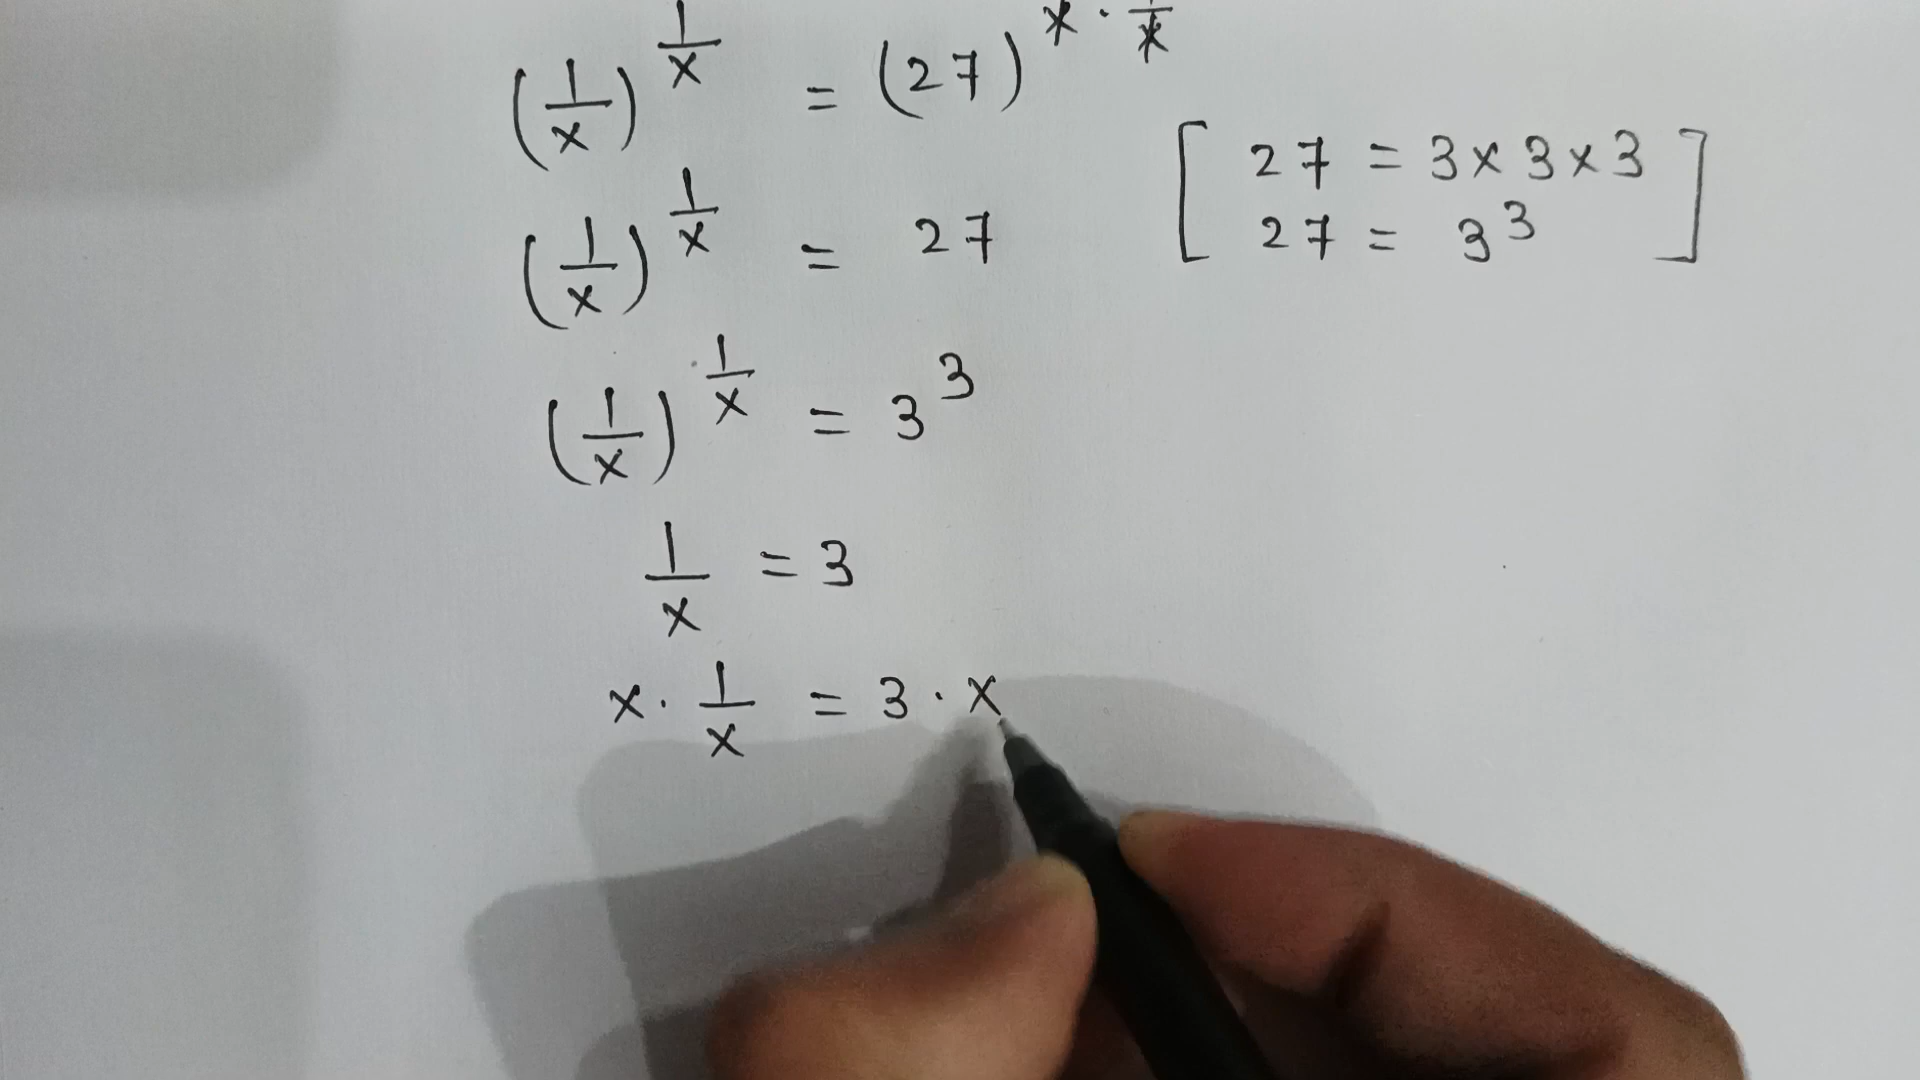 (1/x)^(1/x) = (27)^(x · 1/x)
[ 27 = 3 x 3 x 3
(1/x)^(1/x) = 27
27 = 3^3 ]
(1/x)^(1/x) = 3^3
1/x = 3
x · 1/x = 3 · x